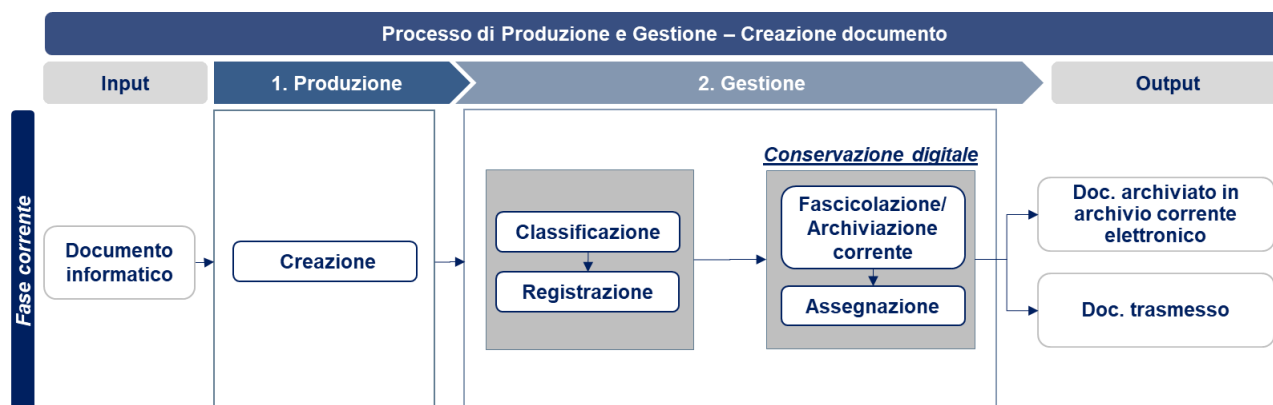 Processo di Produzione e Gestione – Creazione documento
Input
1. Produzione
2. Gestione
Output
Fase corrente
Documento
informatico
Creazione
Classificazione
Registrazione
Conservazione digitale
Fascicolazione/
Archiviazione
corrente
Assegnazione
Doc. archiviato in
archivio corrente
elettronico
Doc. trasmesso